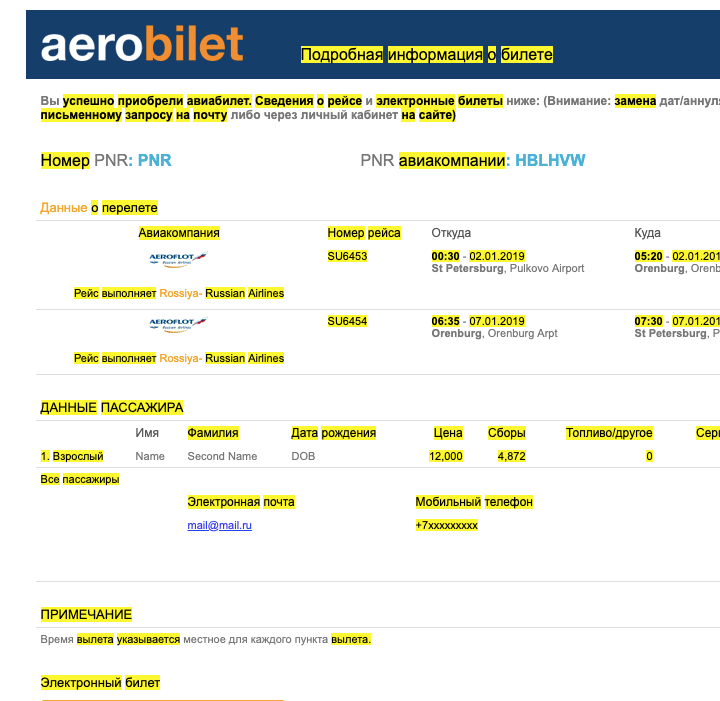 aerobilet
Подробная информация о билете
Вы успешно приобрели авиабилет. Сведения о рейсе и электронные билеты ниже: (Внимание: замена дат/аннул
письменному запросу на почту либо через личный кабинет на сайте)
Номер PNR: PNR PNR авиакомпании: HBLHVW
Данные о перелете
Авиакомпания Номер рейса Откуда Куда
AEROFLOT SU6453 00:30 - 02.01.2019 05:20 - 02.01.201
Russian Airlines St Petersburg, Pulkovo Airport Orenburg, Orenb
Рейс выполняет Rossiya- Russian Airlines
AEROFLOT SU6454 06:35 - 07.01.2019 07:30 - 07.01.201
Russian Airlines Orenburg, Orenburg Arpt St Petersburg, P
Рейс выполняет Rossiya- Russian Airlines
ДАННЫЕ ПАССАЖИРА
Имя Фамилия Дата рождения Цена Сборы Топливо/другое Сер
1. Взрослый Name Second Name DOB 12,000 4,872 0
Все пассажиры
Электронная почта Мобильный телефон
mail@mail.ru +7xxxxxxxxx
ПРИМЕЧАНИЕ
Время вылета указывается местное для каждого пункта вылета.
Электронный билет